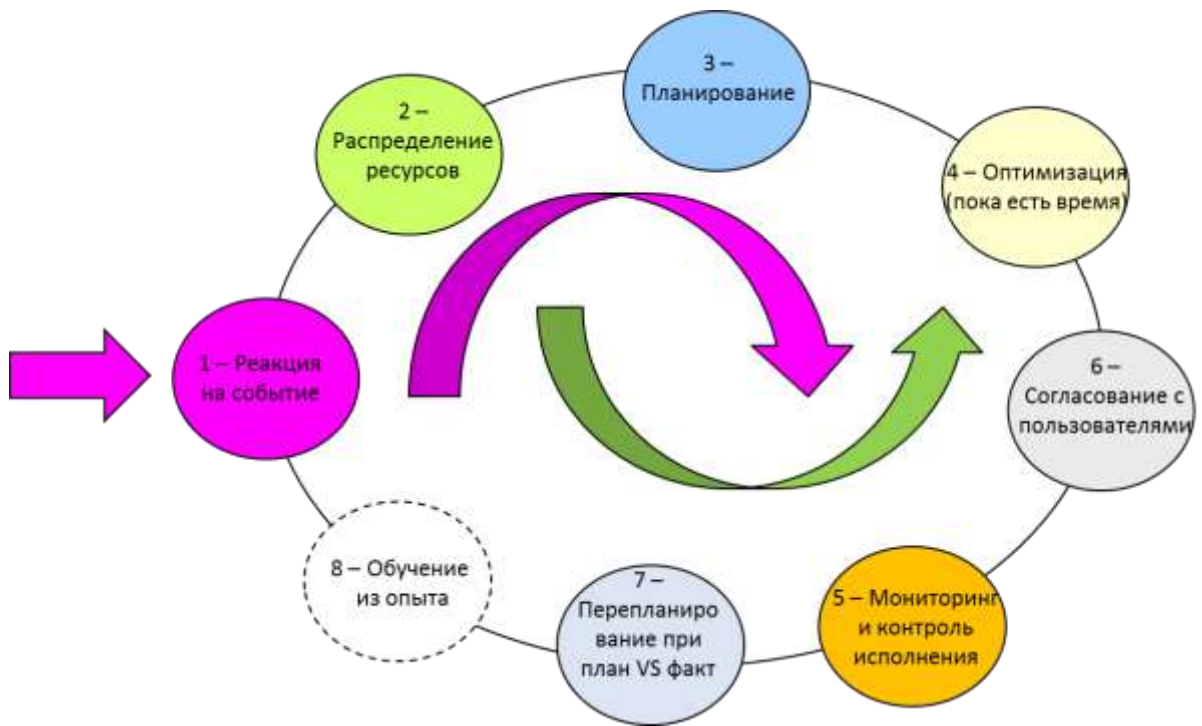 1 – Реакция
на событие
2 –
Распределение
ресурсов
3 –
Планирование
4 – Оптимизация
(пока есть время)
6 –
Согласование с
пользователями
5 – Мониторинг
и контроль
исполнения
7 –
Перепланиро
вание при
план VS факт
8 – Обучение
из опыта